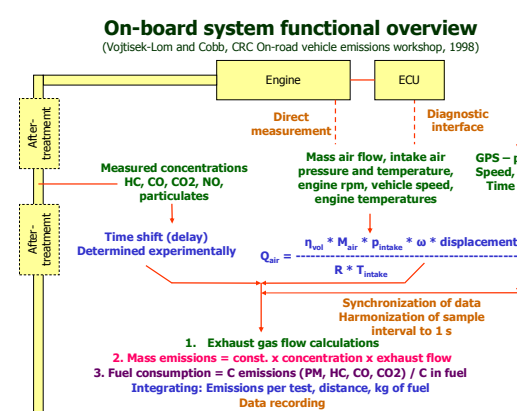 On-board system functional overview
(Vojtisek-Lom and Cobb, CRC On-road vehicle emissions workshop, 1998)
Engine
ECU
After-
treatment
Direct
measurement
Diagnostic
interface
Measured concentrations
HC, CO, CO2, NO,
particulates
Mass air flow, intake air
pressure and temperature,
engine rpm, vehicle speed,
engine temperatures
GPS – p
Speed,
Time
After-
treatment
Time shift (delay)
Determined experimentally
Q_air = η_vol * M_air * p_intake * ω * displacement
R * T_intake
Synchronization of data
Harmonization of sample
interval to 1 s
1. Exhaust gas flow calculations
2. Mass emissions = const. x concentration x exhaust flow
3. Fuel consumption = C emissions (PM, HC, CO, CO2) / C in fuel
Integrating: Emissions per test, distance, kg of fuel
Data recording